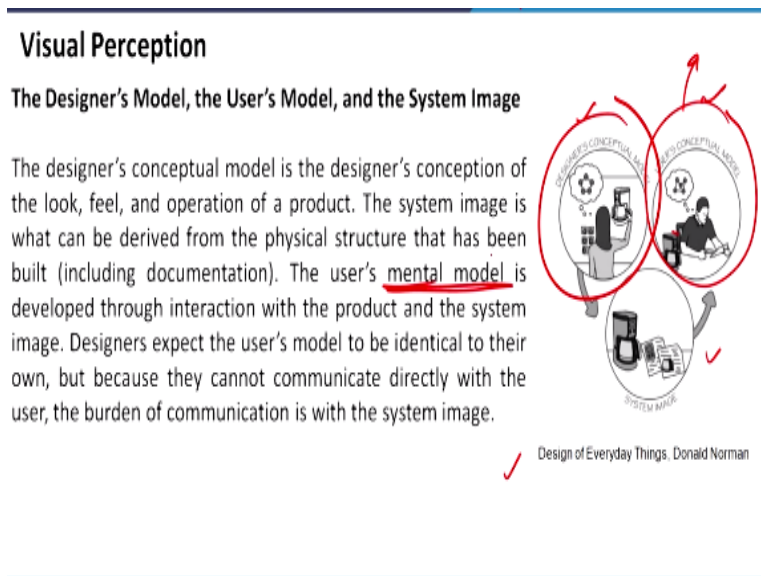 Visual Perception
The Designer's Model, the User's Model, and the System Image
The designer's conceptual model is the designer's conception of
the look, feel, and operation of a product. The system image is
what can be derived from the physical structure that has been
built (including documentation). The user's mental model is
developed through interaction with the product and the system
image. Designers expect the user's model to be identical to their
own, but because they cannot communicate directly with the
user, the burden of communication is with the system image.
DESIGNER'S CONCEPTUAL MODEL
USER'S CONCEPTUAL MODEL
SYSTEM IMAGE
Design of Everyday Things, Donald Norman